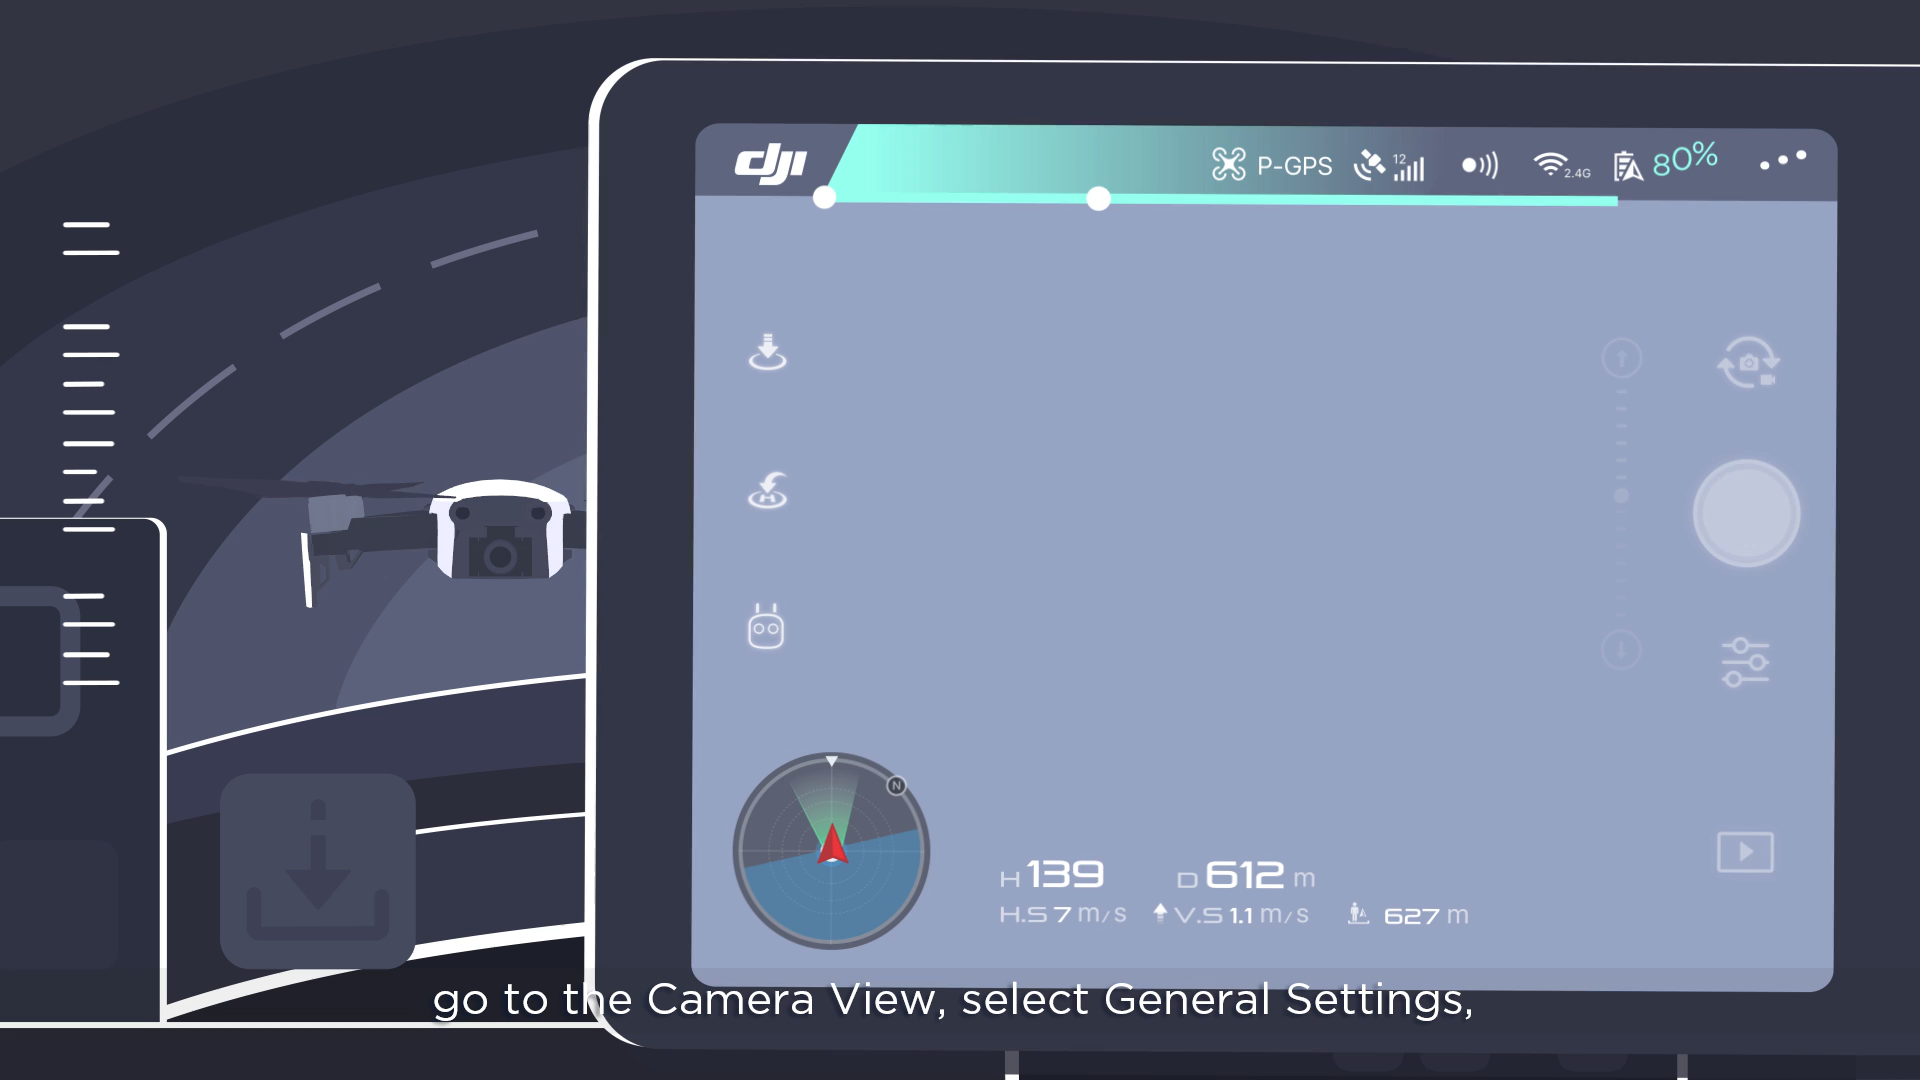 dji
P-GPS 12 2.4G 80%
N
H 139 D 612 m
H.S 7 m/s V.S 1.1 m/s 627 m
go to the Camera View, select General Settings,